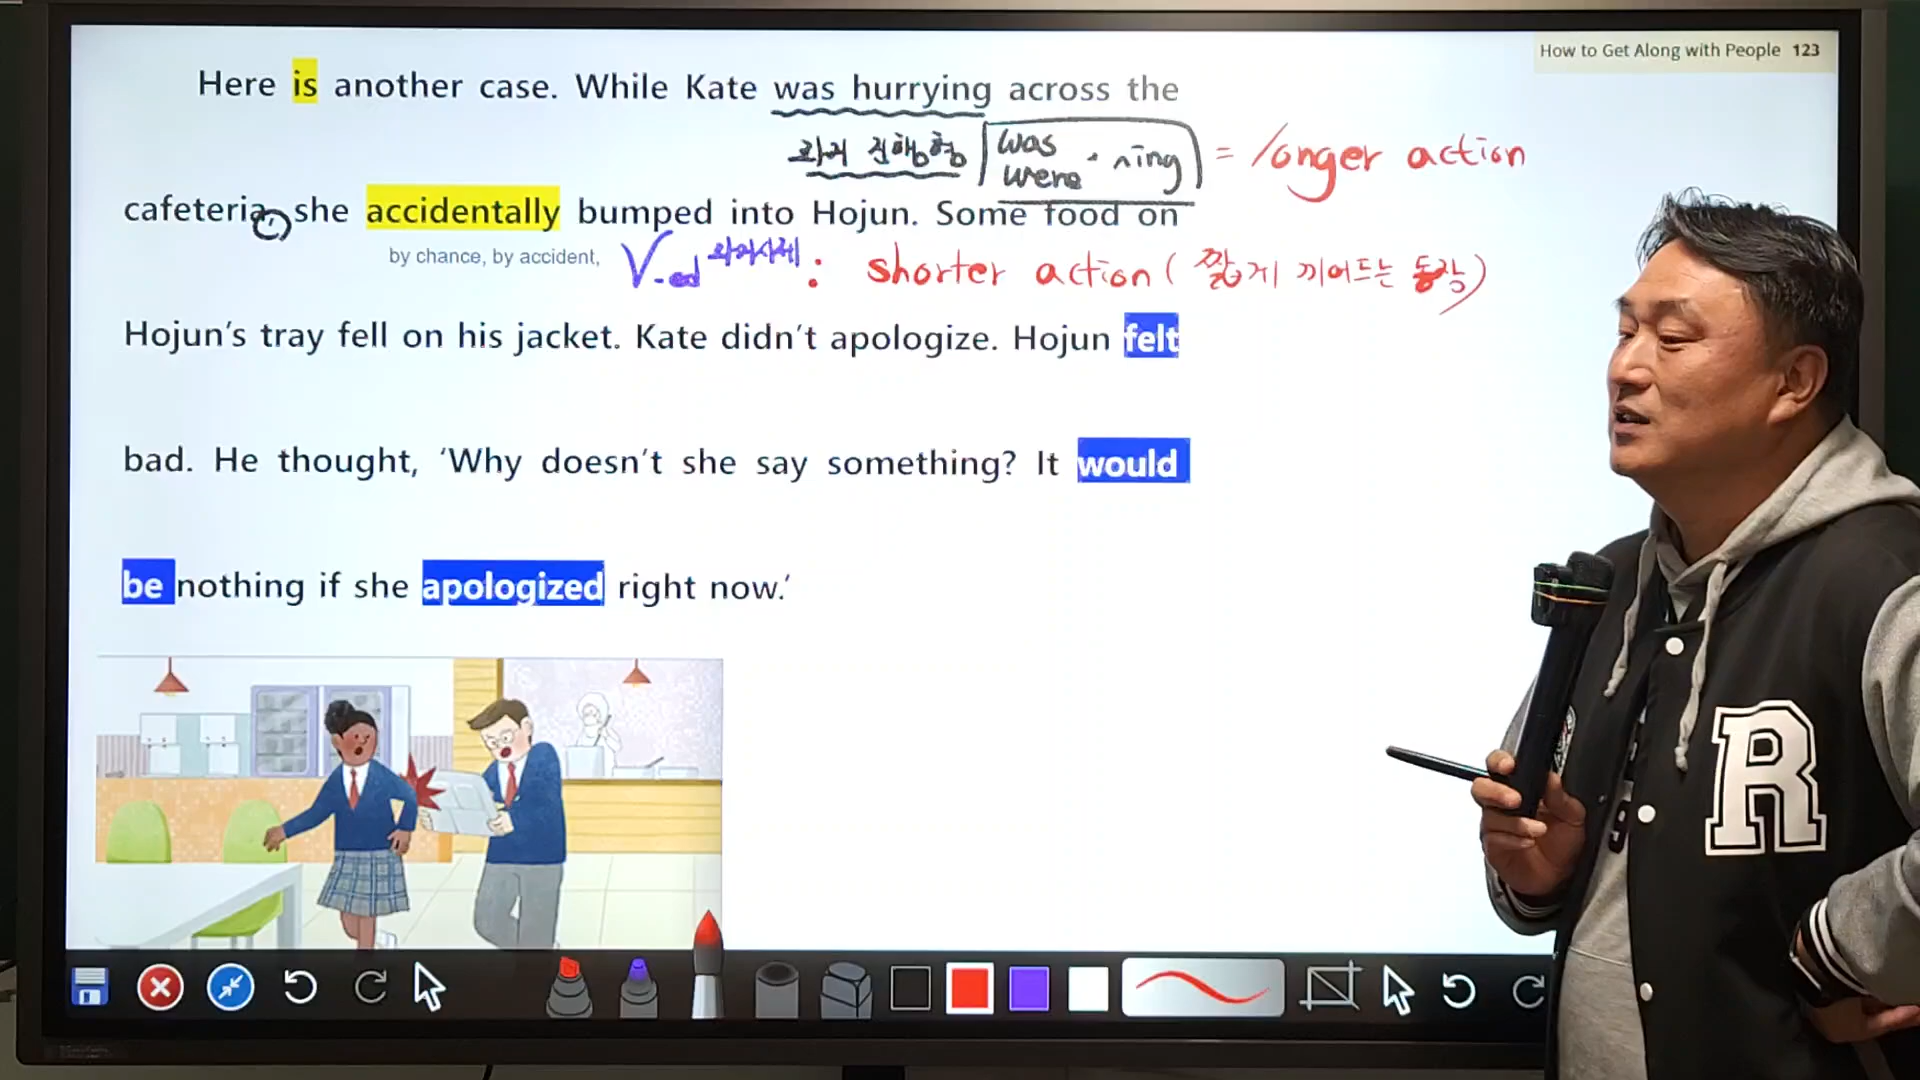 How to Get Along with People 123
Here is another case. While Kate was hurrying across the
과거 진행형 was were · ~ing = longer action
cafeteria, she accidentally bumped into Hojun. Some food on
by chance, by accident,
V-ed 과거시제 : shorter action ( 짧게 끼어드는 동작)
Hojun's tray fell on his jacket. Kate didn't apologize. Hojun felt
bad. He thought, ‘Why doesn't she say something? It would
be nothing if she apologized right now.’
R